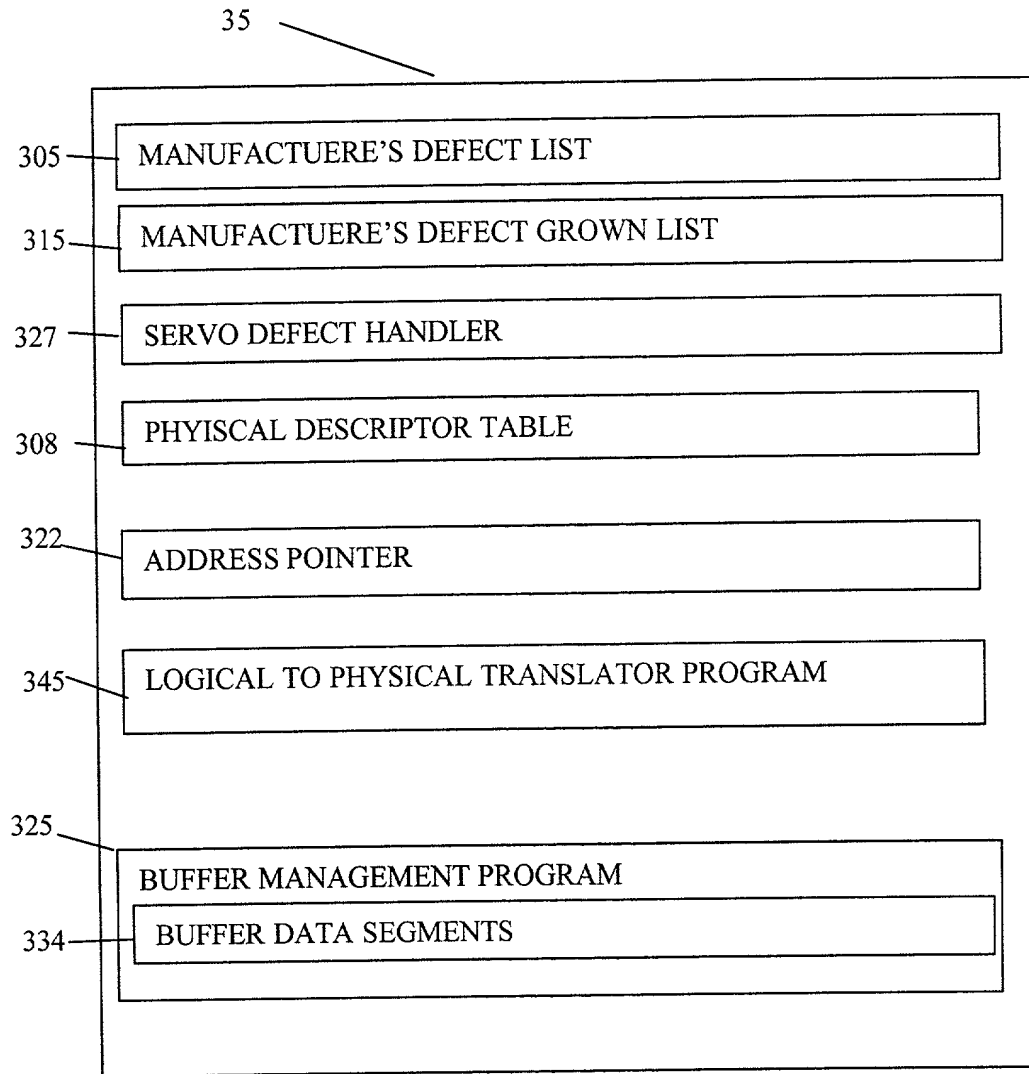 35
305 MANUFACTUERE'S DEFECT LIST
315 MANUFACTUERE'S DEFECT GROWN LIST
327 SERVO DEFECT HANDLER
308 PHYISCAL DESCRIPTOR TABLE
322 ADDRESS POINTER
345 LOGICAL TO PHYSICAL TRANSLATOR PROGRAM
325
BUFFER MANAGEMENT PROGRAM
334 BUFFER DATA SEGMENTS